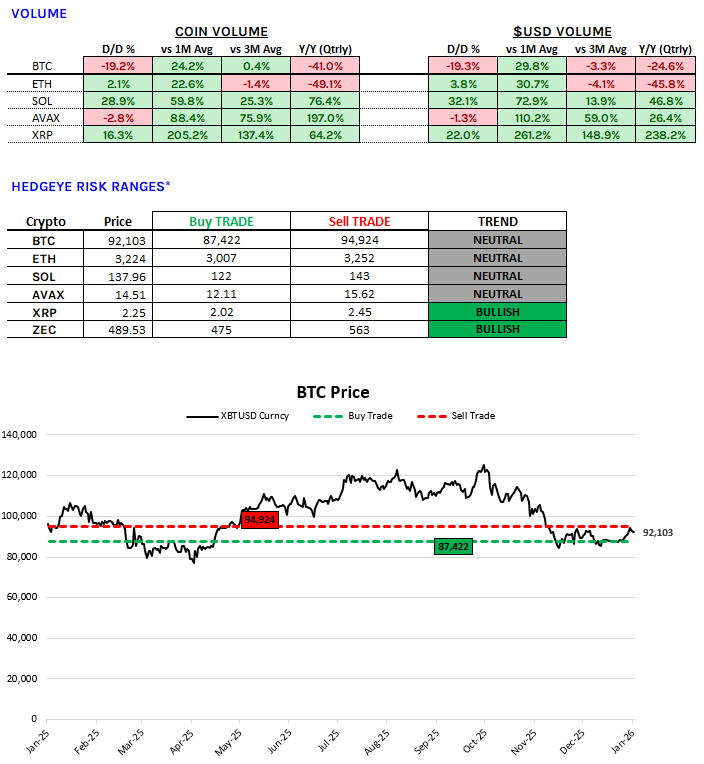 VOLUME
COIN VOLUME $USD VOLUME
D/D % vs 1M Avg vs 3M Avg Y/Y (Qtrly) D/D % vs 1M Avg vs 3M Avg Y/Y (Qtrly)
BTC -19.2% 24.2% 0.4% -41.0% -19.3% 29.8% -3.3% -24.6%
ETH 2.1% 22.6% -1.4% -49.1% 3.8% 30.7% -4.1% -45.8%
SOL 28.9% 59.8% 25.3% 76.4% 32.1% 72.9% 13.9% 46.8%
AVAX -2.8% 88.4% 75.9% 197.0% -1.3% 110.2% 59.0% 26.4%
XRP 16.3% 205.2% 137.4% 64.2% 22.0% 261.2% 148.9% 238.2%
HEDGEYE RISK RANGES*
Crypto Price Buy TRADE Sell TRADE TREND
BTC 92,103 87,422 94,924 NEUTRAL
ETH 3,224 3,007 3,252 NEUTRAL
SOL 137.96 122 143 NEUTRAL
AVAX 14.51 12.11 15.62 NEUTRAL
XRP 2.25 2.02 2.45 BULLISH
ZEC 489.53 475 563 BULLISH
BTC Price
XBTUSD Curncy Buy Trade Sell Trade
140,000
120,000
100,000
94,924
92,103
87,422
80,000
60,000
40,000
20,000
0
Jan-25 Feb-25 Mar-25 Apr-25 May-25 Jun-25 Jul-25 Aug-25 Sep-25 Oct-25 Nov-25 Dec-25 Jan-26